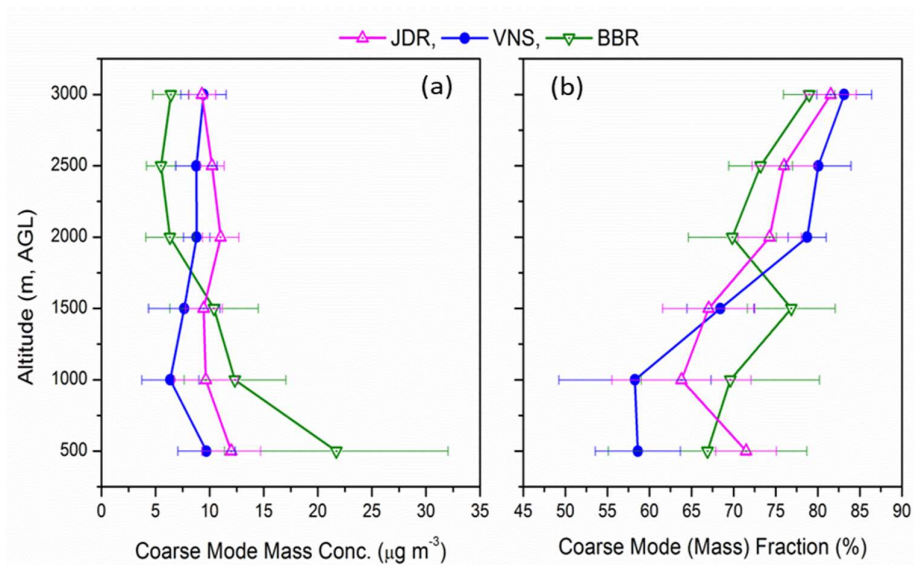 JDR, VNS, BBR
(a) (b)
3000
2500
2000
1500
1000
500
Altitude (m, AGL)
0 5 10 15 20 25 30 35
45 50 55 60 65 70 75 80 85 90
Coarse Mode Mass Conc. (μg m⁻³)
Coarse Mode (Mass) Fraction (%)